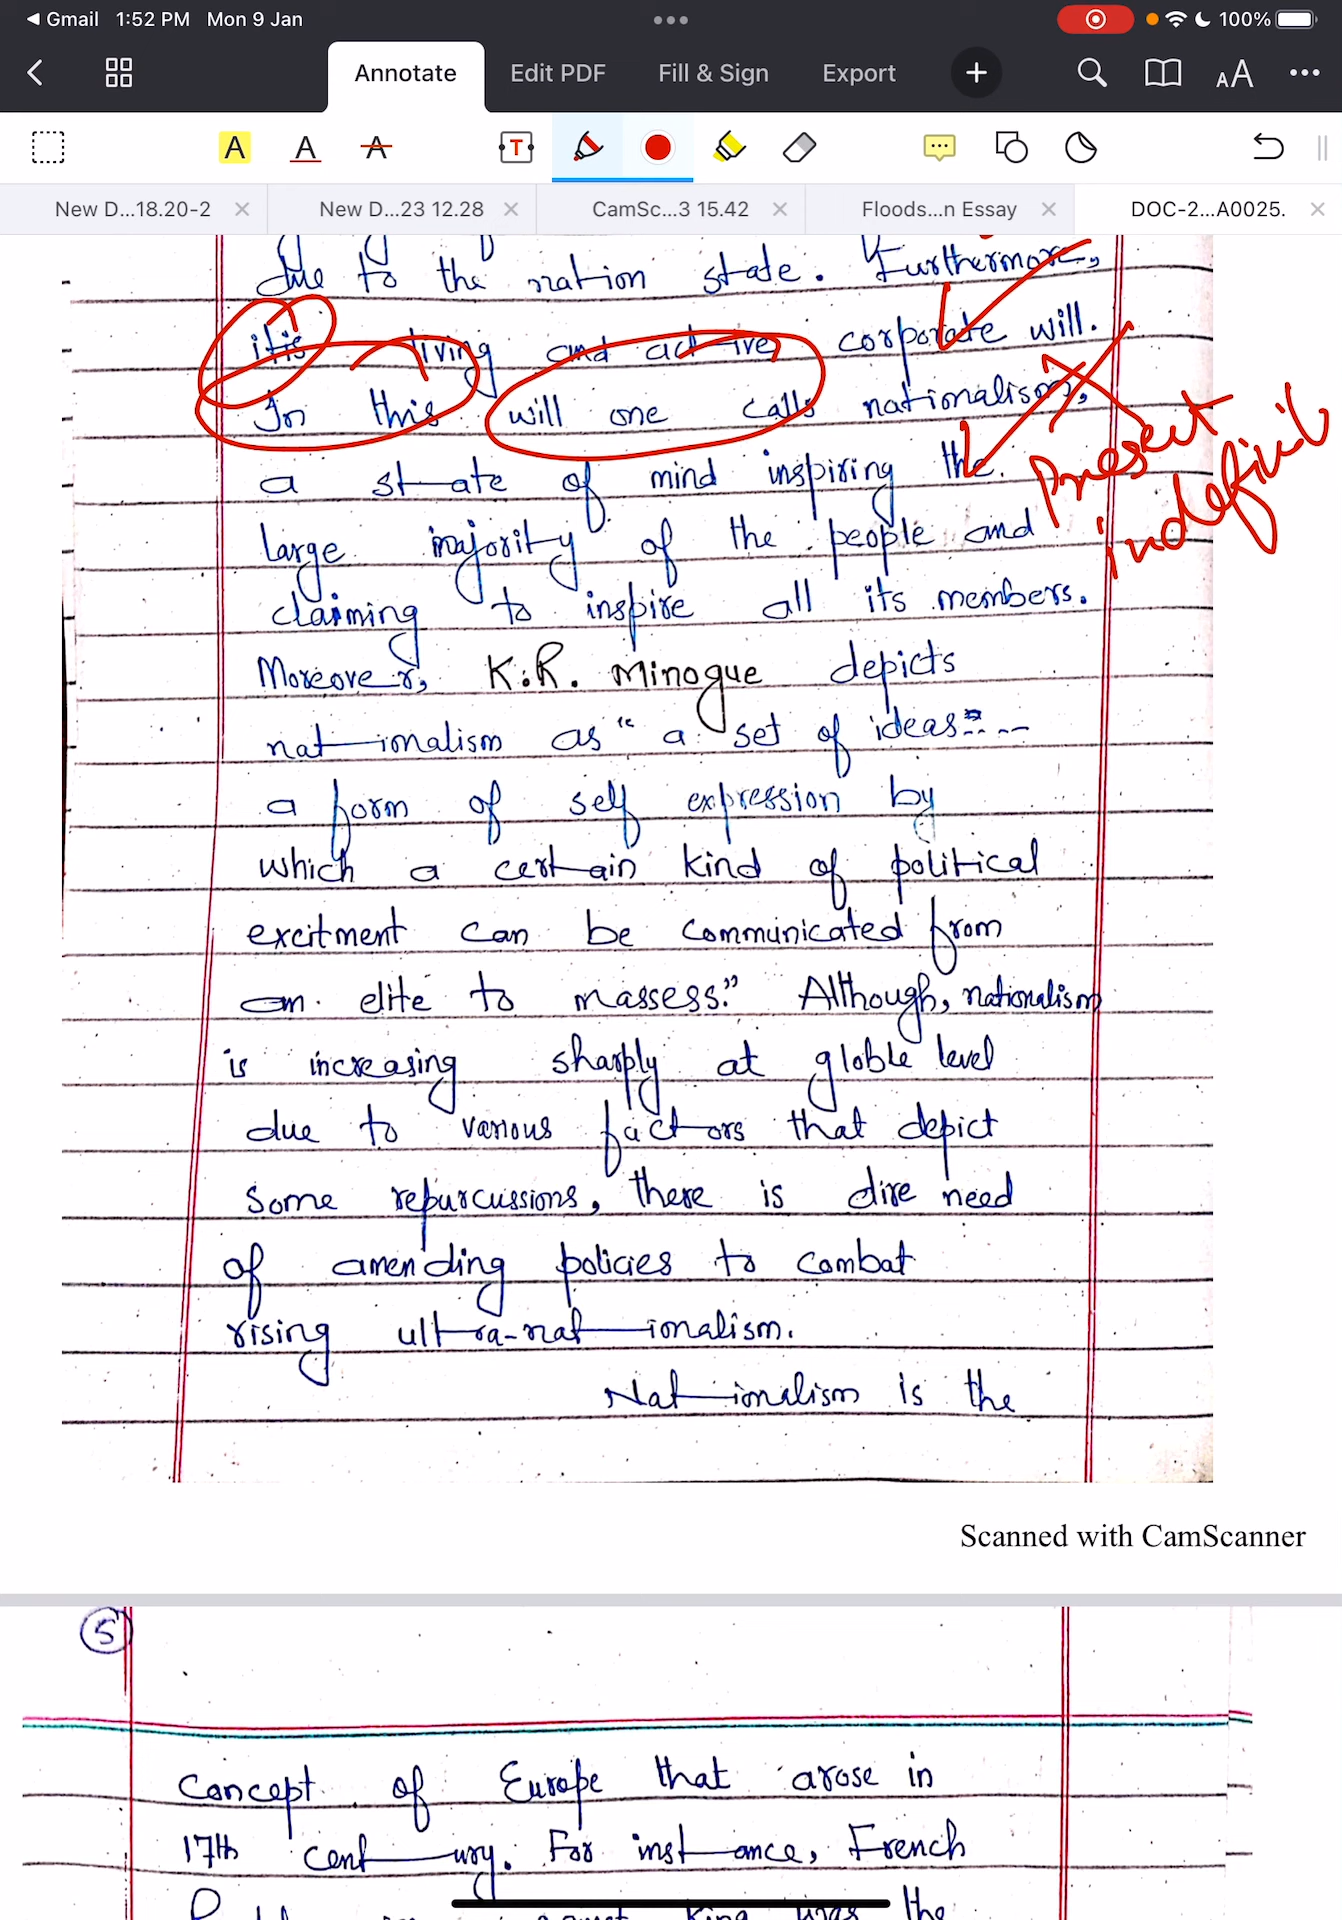 Gmail 1:52 PM Mon 9 Jan 100%
Annotate Edit PDF Fill & Sign Export
New D...18.20-2 New D...23 12.28 CamSc...3 15.42 Floods...n Essay DOC-2...A0025.
due to the nation state. Furthermore,
it is living and active corporate will.
In this will one calls nationalism,
Present indefinit
a state of mind inspiring the
large majority of the people and
claiming to inspire all its members.
Moreover, K.R. Minogue depicts
nationalism as "a set of ideas"...
a form of self expression by
which a certain kind of political
excitment can be communicated from
an elite to massess." Although, nationalism
is increasing sharply at globle level
due to various factors that depict
some repurcussions, there is dire need
of amending policies to combat
rising ultra-nationalism.
Nationalism is the
Scanned with CamScanner
5
Concept of Europe that arose in
17th century. For instance, French
against King was the